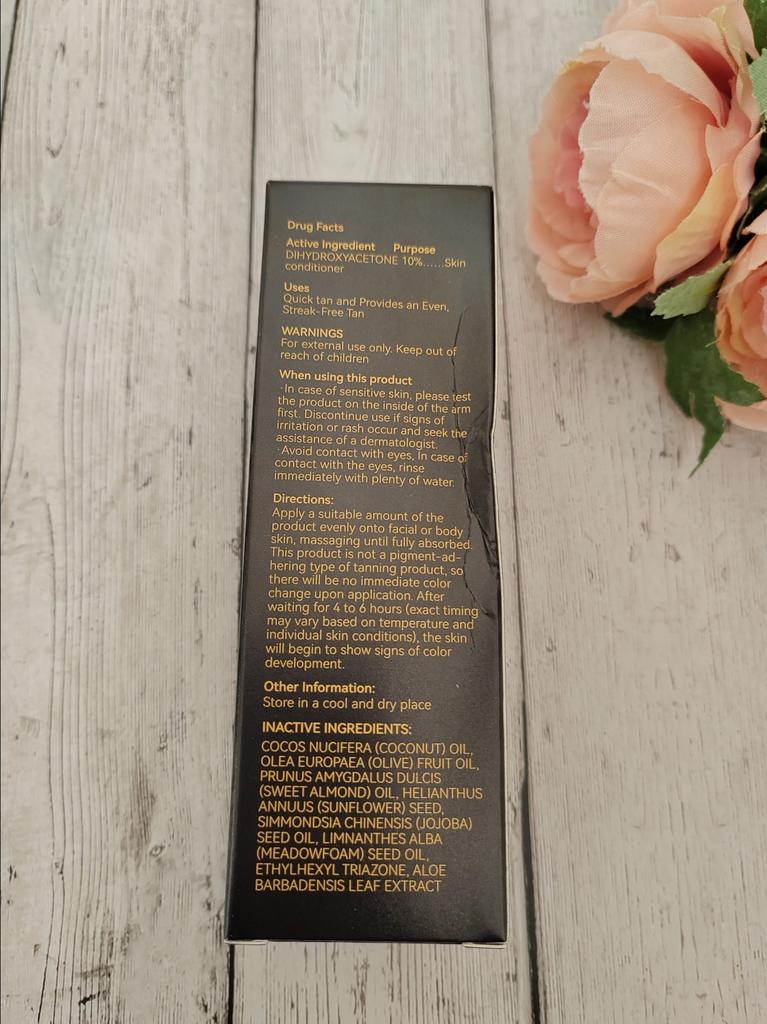 Drug Facts
Active Ingredient Purpose
DIHYDROXYACETONE 10%......Skin
conditioner
Uses
Quick tan and Provides an Even,
Streak-Free Tan
WARNINGS
For external use only. Keep out of
reach of children
When using this product
·In case of sensitive skin, please test
the product on the inside of the arm
first. Discontinue use if signs of
irritation or rash occur and seek the
assistance of a dermatologist.
·Avoid contact with eyes, In case of
contact with the eyes, rinse
immediately with plenty of water.
Directions:
Apply a suitable amount of the
product evenly onto facial or body
skin, massaging until fully absorbed.
This product is not a pigment-ad-
hering type of tanning product, so
there will be no immediate color
change upon application. After
waiting for 4 to 6 hours (exact timing
may vary based on temperature and
individual skin conditions), the skin
will begin to show signs of color
development.
Other Information:
Store in a cool and dry place
INACTIVE INGREDIENTS:
COCOS NUCIFERA (COCONUT) OIL,
OLEA EUROPAEA (OLIVE) FRUIT OIL,
PRUNUS AMYGDALUS DULCIS
(SWEET ALMOND) OIL, HELIANTHUS
ANNUUS (SUNFLOWER) SEED,
SIMMONDSIA CHINENSIS (JOJOBA)
SEED OIL, LIMNANTHES ALBA
(MEADOWFOAM) SEED OIL,
ETHYLHEXYL TRIAZONE, ALOE
BARBADENSIS LEAF EXTRACT